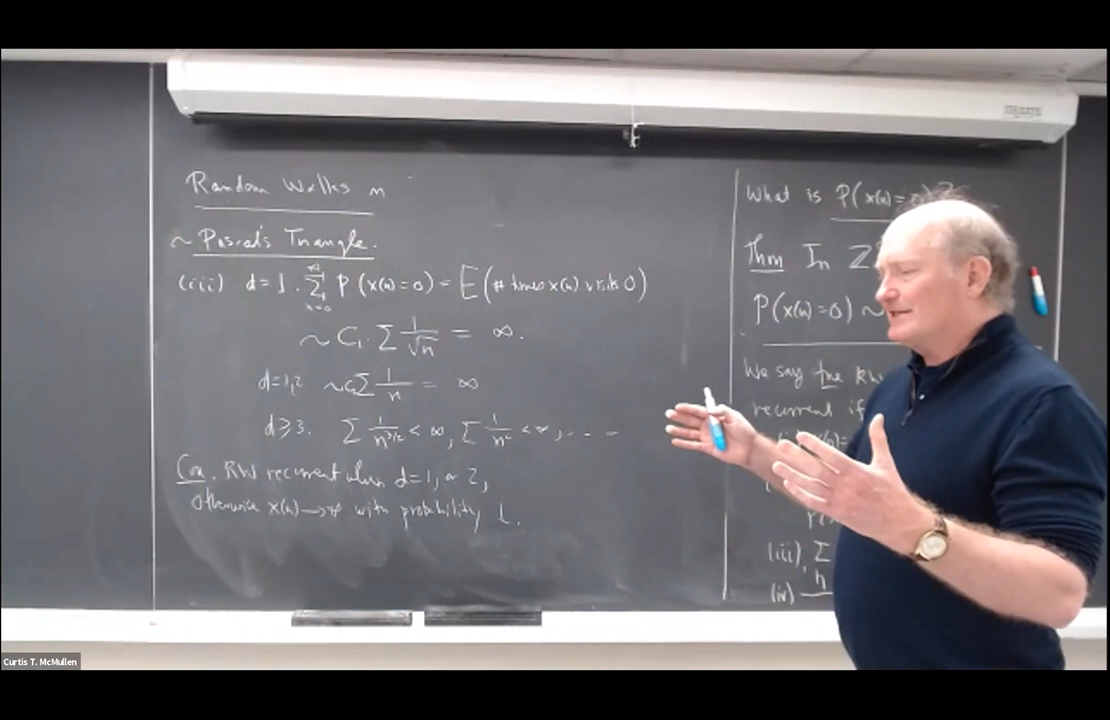 Random Walks in
~ Pascal's Triangle.
(iii) d=1. ∑_{n=0}^{∞} P(x(n)=0) = E(# times x(n) visits 0)
~ C₁. ∑ 1/√n = ∞.
d=1,2 ~ C∑ 1/n = ∞
d≥3. ∑ 1/n^{3/2} < ∞, ∑ 1/n² < ∞, . . . -
Cor. RW recurrent when d=1, or 2,
Otherwise x(n)→∞ with probability 1.
What is P(x(n)=0)?
Thm In Z
P(x(n)=0) ~
We say the RW
recurrent if
(iii) ∑
n
(iv)
Curtis T. McMullen